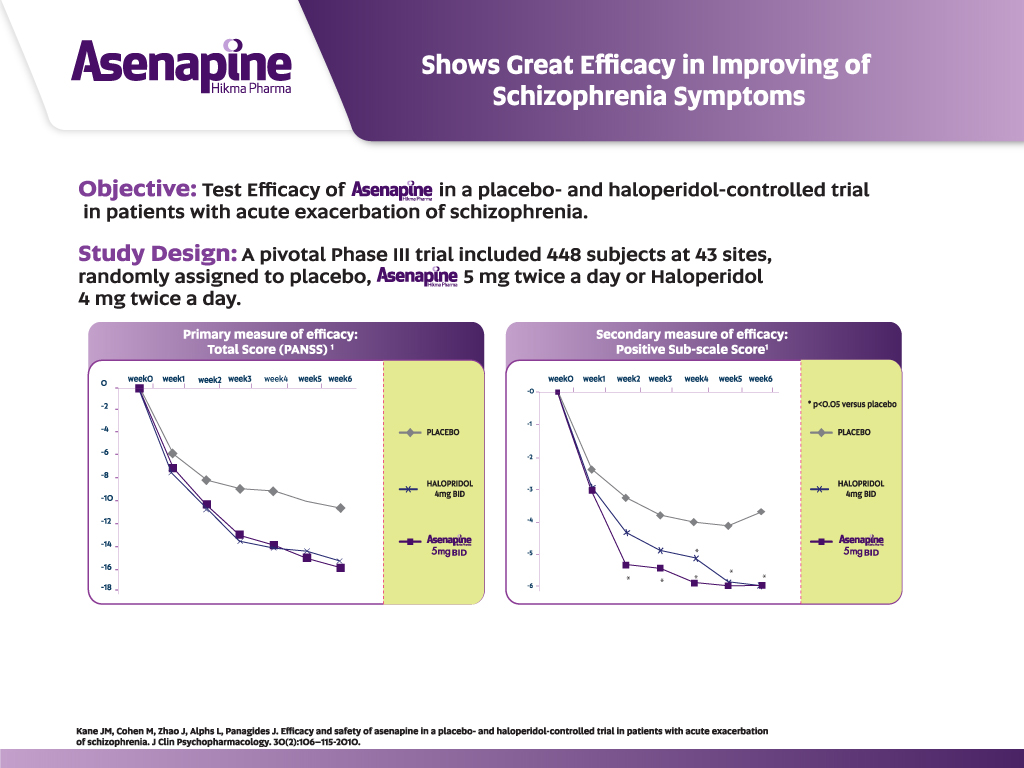 Asenapine
Hikma Pharma
Shows Great Efficacy in Improving of
Schizophrenia Symptoms
Objective: Test Efficacy of Asenapine Hikma Pharma in a placebo- and haloperidol-controlled trial
in patients with acute exacerbation of schizophrenia.
Study Design: A pivotal Phase III trial included 448 subjects at 43 sites,
randomly assigned to placebo, Asenapine Hikma Pharma 5 mg twice a day or Haloperidol
4 mg twice a day.
Primary measure of efficacy:
Total Score (PANSS) 1
week0 week1 week2 week3 week4 week5 week6
0
-2
-4
-6
-8
-10
-12
-14
-16
-18
PLACEBO
HALOPRIDOL
4mg BID
Asenapine
5mg BID
Secondary measure of efficacy:
Positive Sub-scale Score1
week0 week1 week2 week3 week4 week5 week6
-0
-1
-2
-3
-4
-5
-6
* * * * * *
* p<0.05 versus placebo
PLACEBO
HALOPRIDOL
4mg BID
Asenapine
5mg BID
Kane JM, Cohen M, Zhao J, Alphs L, Panagides J. Efficacy and safety of asenapine in a placebo- and haloperidol-controlled trial in patients with acute exacerbation
of schizophrenia. J Clin Psychopharmacology. 30(2):106–115-2010.